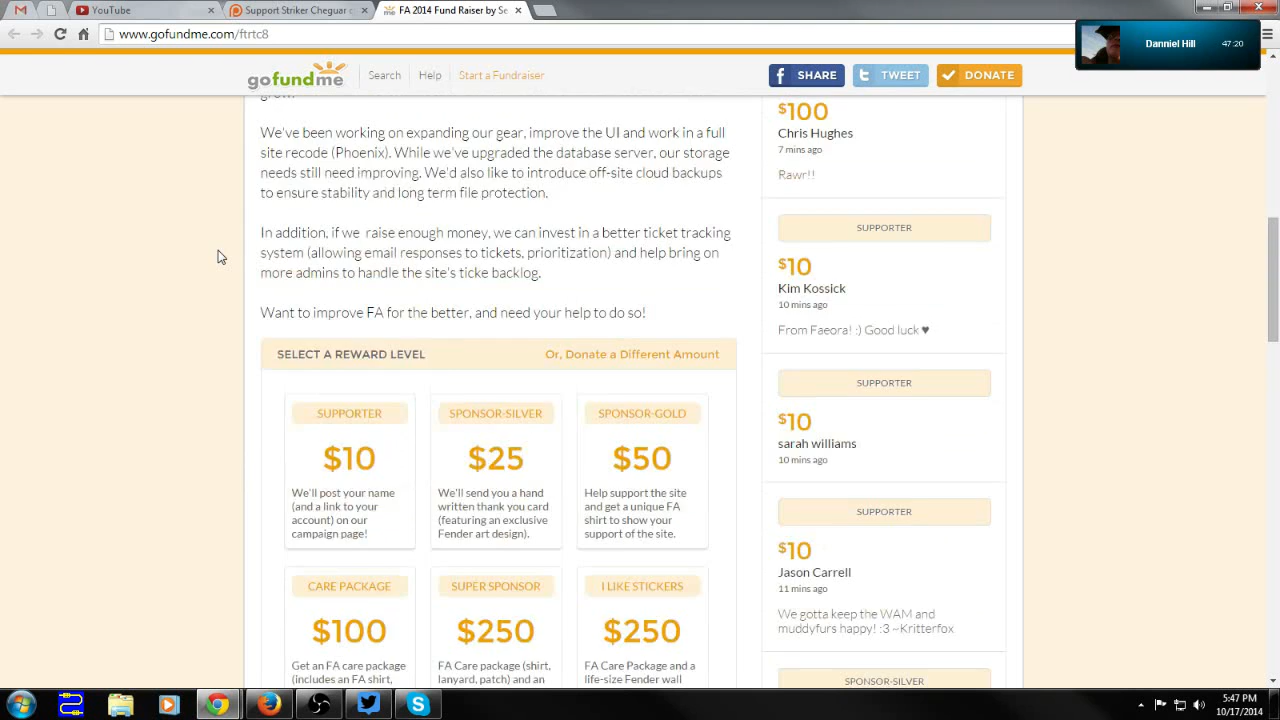 YouTube
Support Striker Cheguar c
FA 2014 Fund Raiser by Se
www.gofundme.com/ftrtc8
Danniel Hill 47:20
gofundme
Search
Help
Start a Fundraiser
SHARE
TWEET
DONATE
grow.
We've been working on expanding our gear, improve the UI and work in a full
site recode (Phoenix). While we've upgraded the database server, our storage
needs still need improving. We'd also like to introduce off-site cloud backups
to ensure stability and long term file protection.
In addition, if we raise enough money, we can invest in a better ticket tracking
system (allowing email responses to tickets, prioritization) and help bring on
more admins to handle the site's ticke backlog.
Want to improve FA for the better, and need your help to do so!
SELECT A REWARD LEVEL
Or, Donate a Different Amount
SUPPORTER
$10
We'll post your name
(and a link to your
account) on our
campaign page!
SPONSOR-SILVER
$25
We'll send you a hand
written thank you card
(featuring an exclusive
Fender art design).
SPONSOR-GOLD
$50
Help support the site
and get a unique FA
shirt to show your
support of the site.
CARE PACKAGE
$100
Get an FA care package
(includes an FA shirt,
SUPER SPONSOR
$250
FA Care package (shirt,
lanyard, patch) and an
I LIKE STICKERS
$250
FA Care Package and a
life-size Fender wall
$100
Chris Hughes
7 mins ago
Rawr!!
SUPPORTER
$10
Kim Kossick
10 mins ago
From Faeora! :) Good luck ♥
SUPPORTER
$10
sarah williams
10 mins ago
SUPPORTER
$10
Jason Carrell
11 mins ago
We gotta keep the WAM and
muddyfurs happy! :3 ~Kritterfox
SPONSOR-SILVER
5:47 PM
10/17/2014